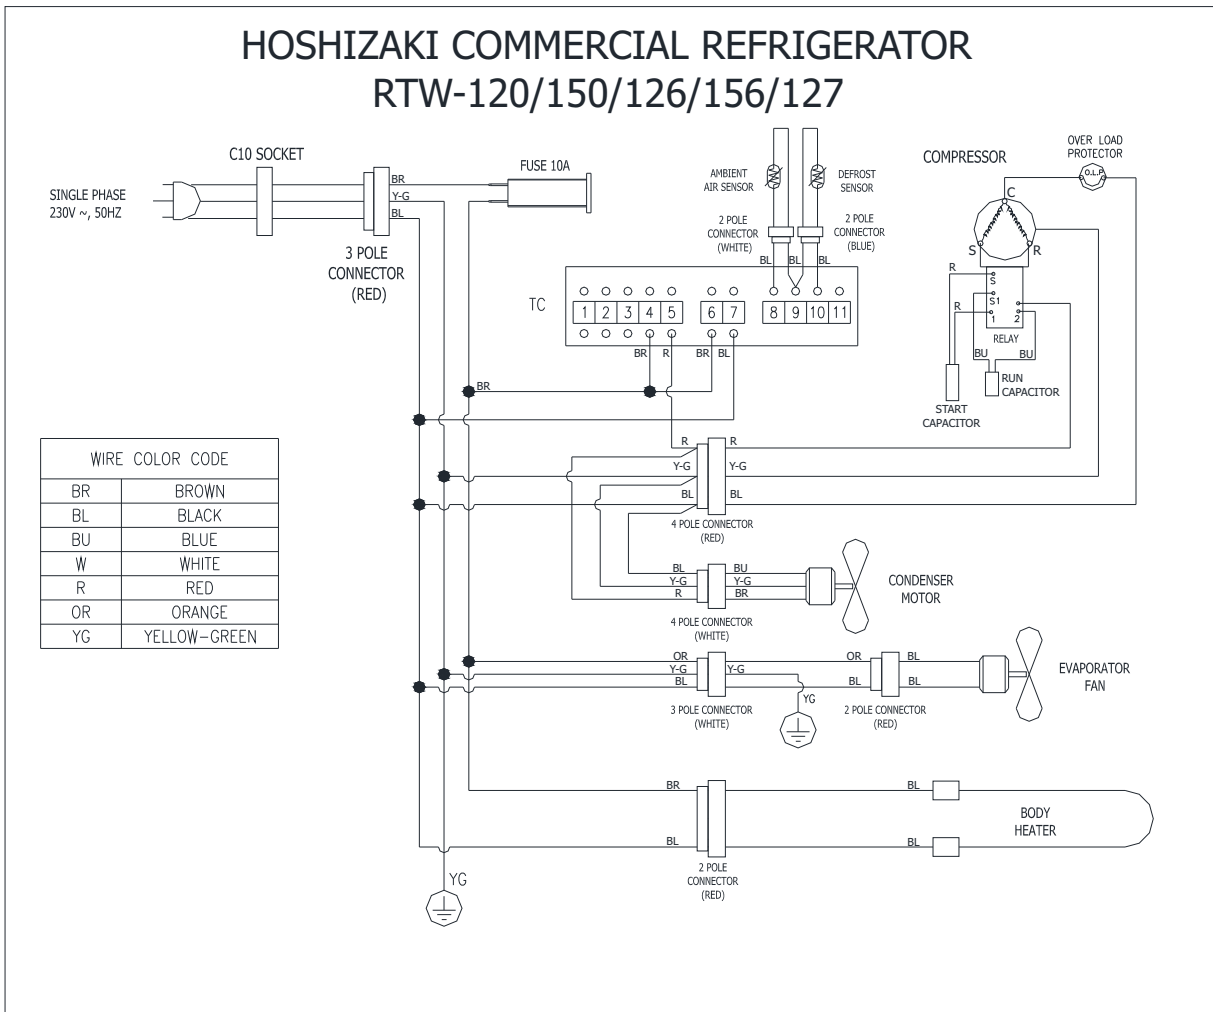 HOSHIZAKI COMMERCIAL REFRIGERATOR
RTW-120/150/126/156/127
C10 SOCKET
SINGLE PHASE
230V ~, 50HZ
BR
Y-G
BL
3 POLE
CONNECTOR
(RED)
FUSE 10A
AMBIENT
AIR SENSOR
DEFROST
SENSOR
2 POLE
CONNECTOR
(WHITE)
2 POLE
CONNECTOR
(BLUE)
BL BL BL
COMPRESSOR
OVER LOAD
PROTECTOR
O.L.P
C
S R
R
S
S1
R
1 2
RELAY
BU BU
RUN
CAPACITOR
START
CAPACITOR
TC
1 2 3 4 5 6 7 8 9 10 11
BR R BR BL
BR
R R
Y-G Y-G
BL BL
4 POLE CONNECTOR
(RED)
WIRE COLOR CODE
BR BROWN
BL BLACK
BU BLUE
W WHITE
R RED
OR ORANGE
YG YELLOW-GREEN
BL BU
Y-G Y-G
R BR
4 POLE CONNECTOR
(WHITE)
CONDENSER
MOTOR
OR OR BL
Y-G Y-G
BL BL BL
YG
3 POLE CONNECTOR
(WHITE)
2 POLE CONNECTOR
(RED)
EVAPORATOR
FAN
BR BL
BL BL
BODY
HEATER
2 POLE
CONNECTOR
(RED)
YG